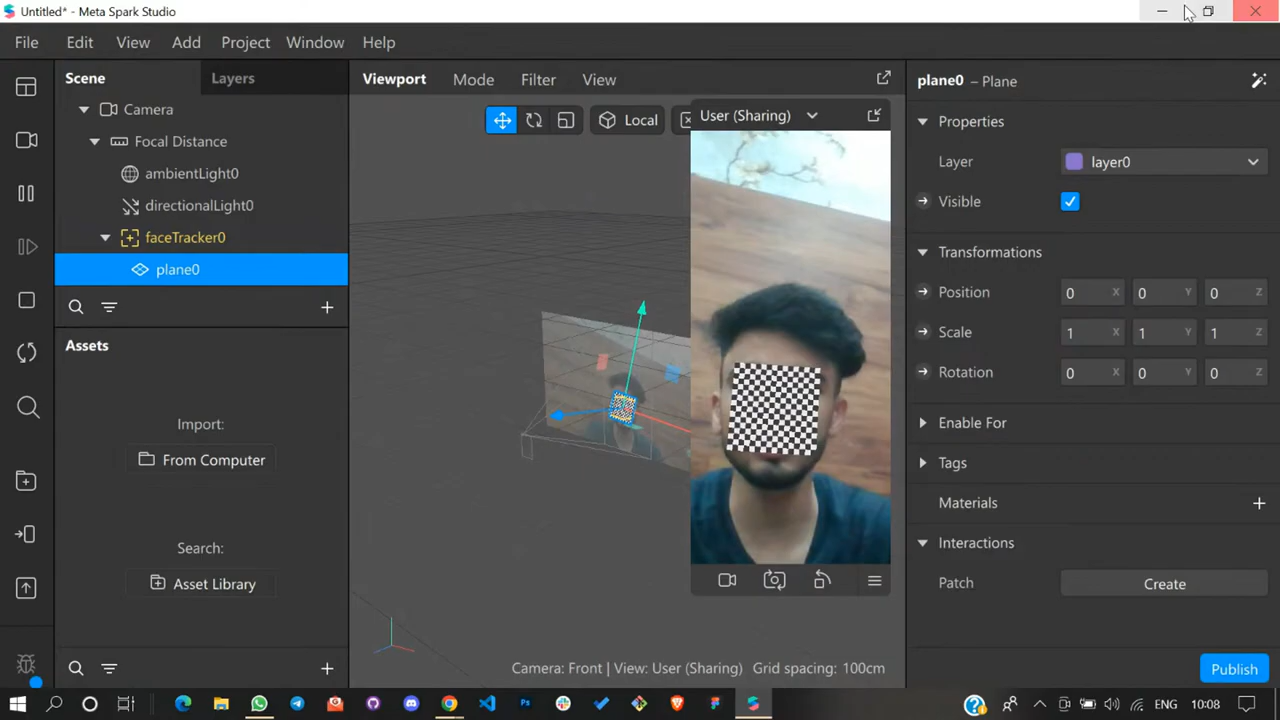 Untitled* - Meta Spark Studio
File Edit View Add Project Window Help
Scene Layers
Camera
Focal Distance
ambientLight0
directionalLight0
faceTracker0
plane0
Assets
Import:
From Computer
Search:
Asset Library
Viewport Mode Filter View
Local
User (Sharing)
Camera: Front | View: User (Sharing) Grid spacing: 100cm
plane0 – Plane
Properties
Layer layer0
Visible
Transformations
Position 0 X 0 Y 0 Z
Scale 1 X 1 Y 1 Z
Rotation 0 X 0 Y 0 Z
Enable For
Tags
Materials
Interactions
Patch Create
Publish
ENG 10:08